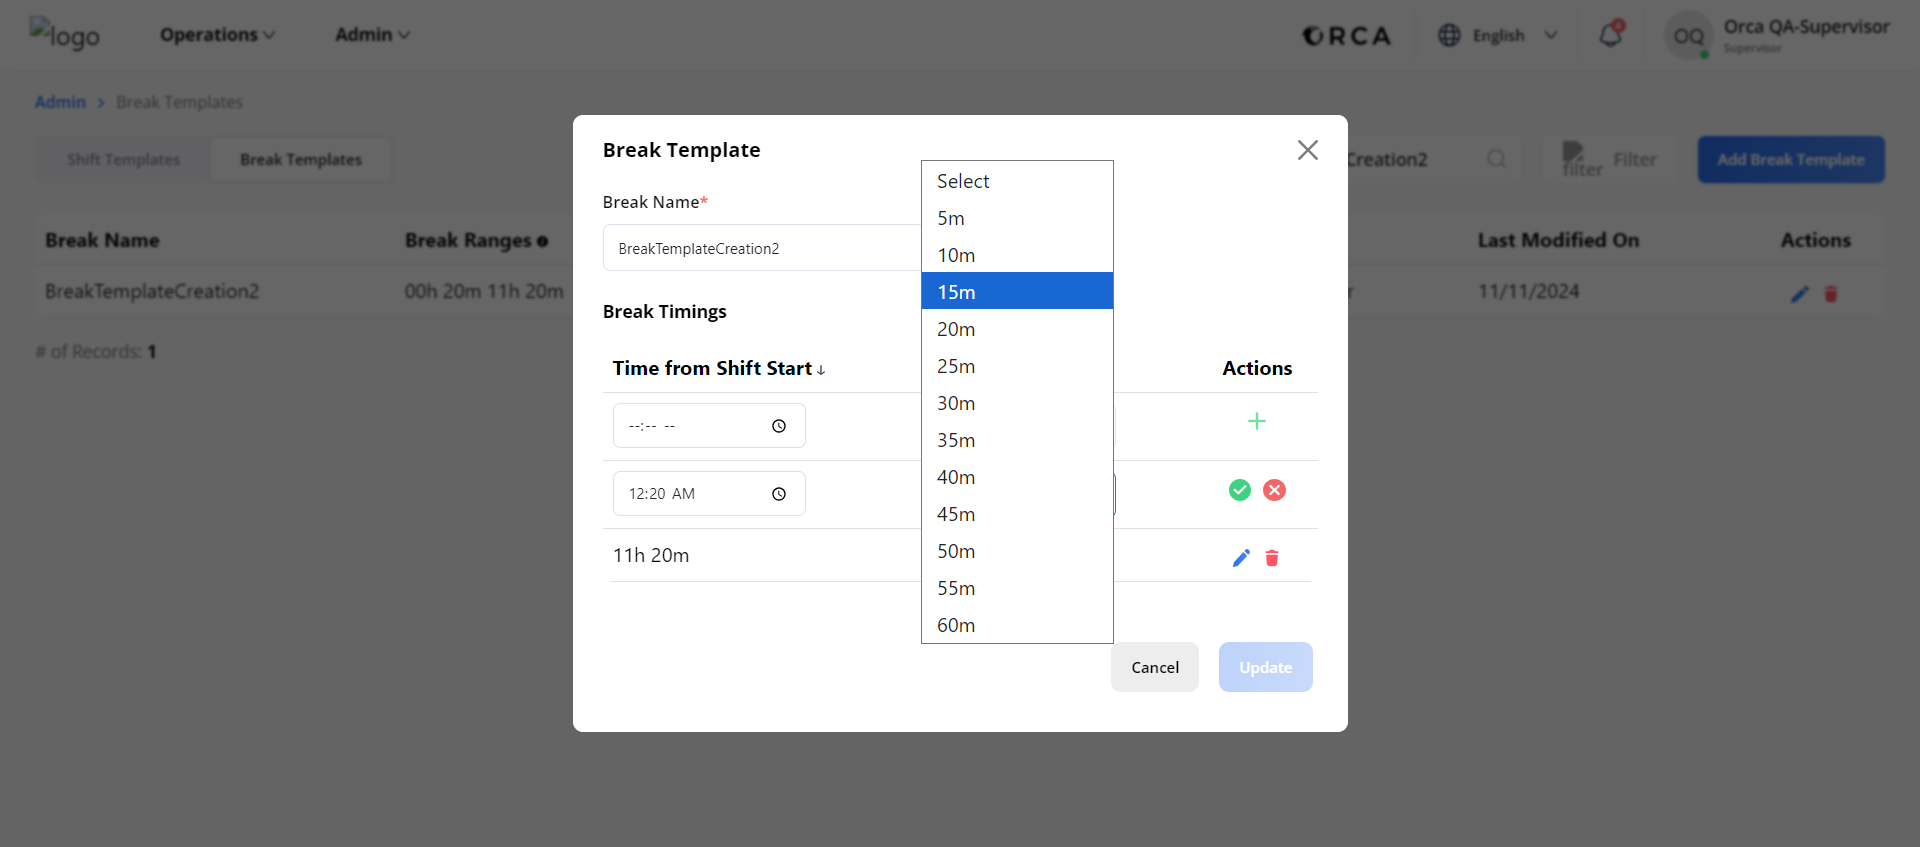 logo
Operations
Admin
ORCA
English
4
OQ
Orca QA-Supervisor
Supervisor
Admin > Break Templates
Shift Templates
Break Templates
Creation2
filter
Filter
Add Break Template
Break Name
Break Ranges
Last Modified On
Actions
BreakTemplateCreation2
00h 20m 11h 20m
r
11/11/2024
# of Records: 1
Break Template
Break Name*
BreakTemplateCreation2
Break Timings
Time from Shift Start ↓
Actions
--:-- --
12:20 AM
11h 20m
Select
5m
10m
15m
20m
25m
30m
35m
40m
45m
50m
55m
60m
Cancel
Update